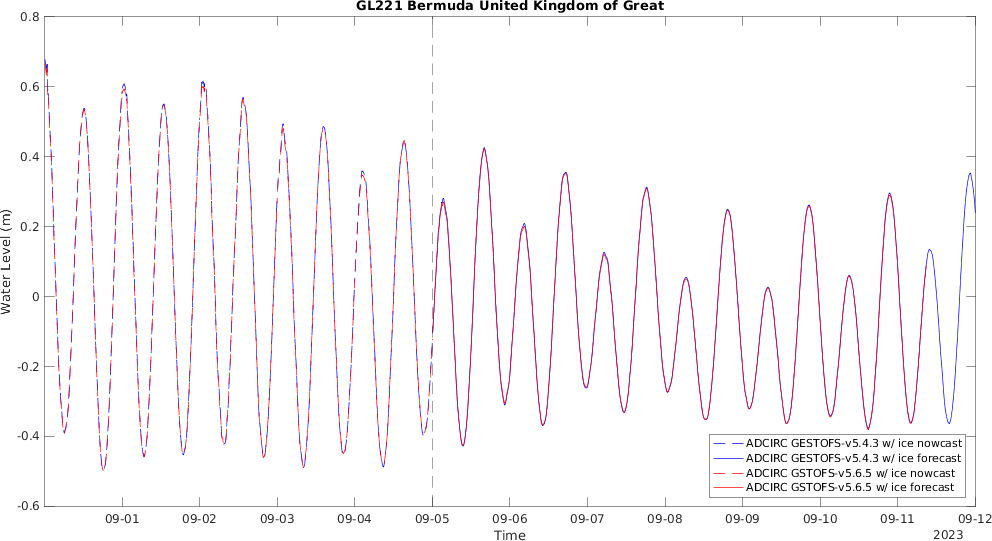 GL221 Bermuda United Kingdom of Great
0.8
0.6
0.4
0.2
0
-0.2
-0.4
-0.6
Water Level (m)
ADCIRC GESTOFS-v5.4.3 w/ ice nowcast
ADCIRC GESTOFS-v5.4.3 w/ ice forecast
ADCIRC GSTOFS-v5.6.5 w/ ice nowcast
ADCIRC GSTOFS-v5.6.5 w/ ice forecast
09-01 09-02 09-03 09-04 09-05 09-06 09-07 09-08 09-09 09-10 09-11 09-12
Time
2023